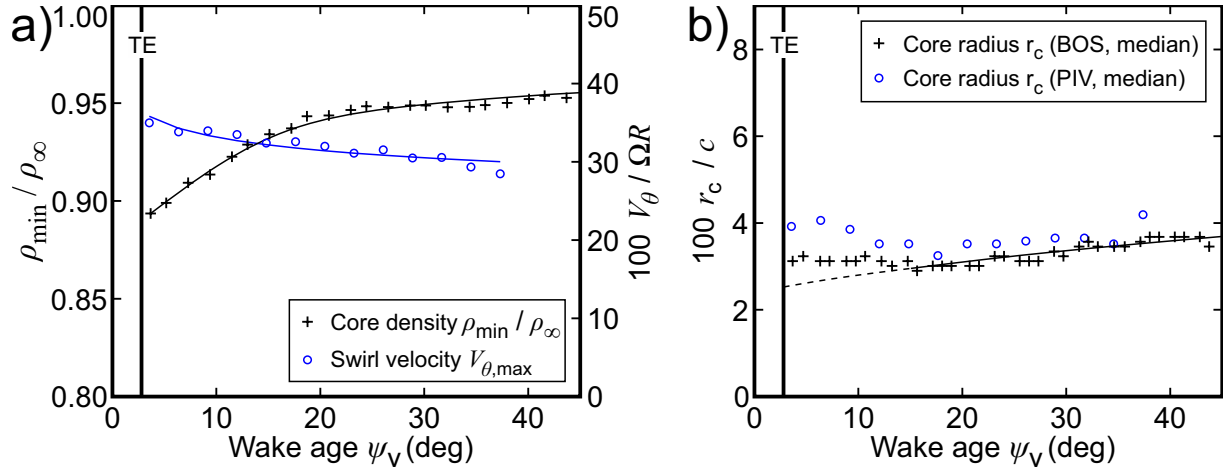 a)
1.00
0.95
0.90
0.85
0.80
ρmin / ρ∞
TE
50
40
30
20
10
0
100 Vθ / ΩR
+ Core density ρmin / ρ∞
○ Swirl velocity Vθ,max
0 10 20 30 40
Wake age ψv (deg)
b)
8
6
4
2
0
100 rc / c
TE
+ Core radius rc (BOS, median)
○ Core radius rc (PIV, median)
0 10 20 30 40
Wake age ψv (deg)